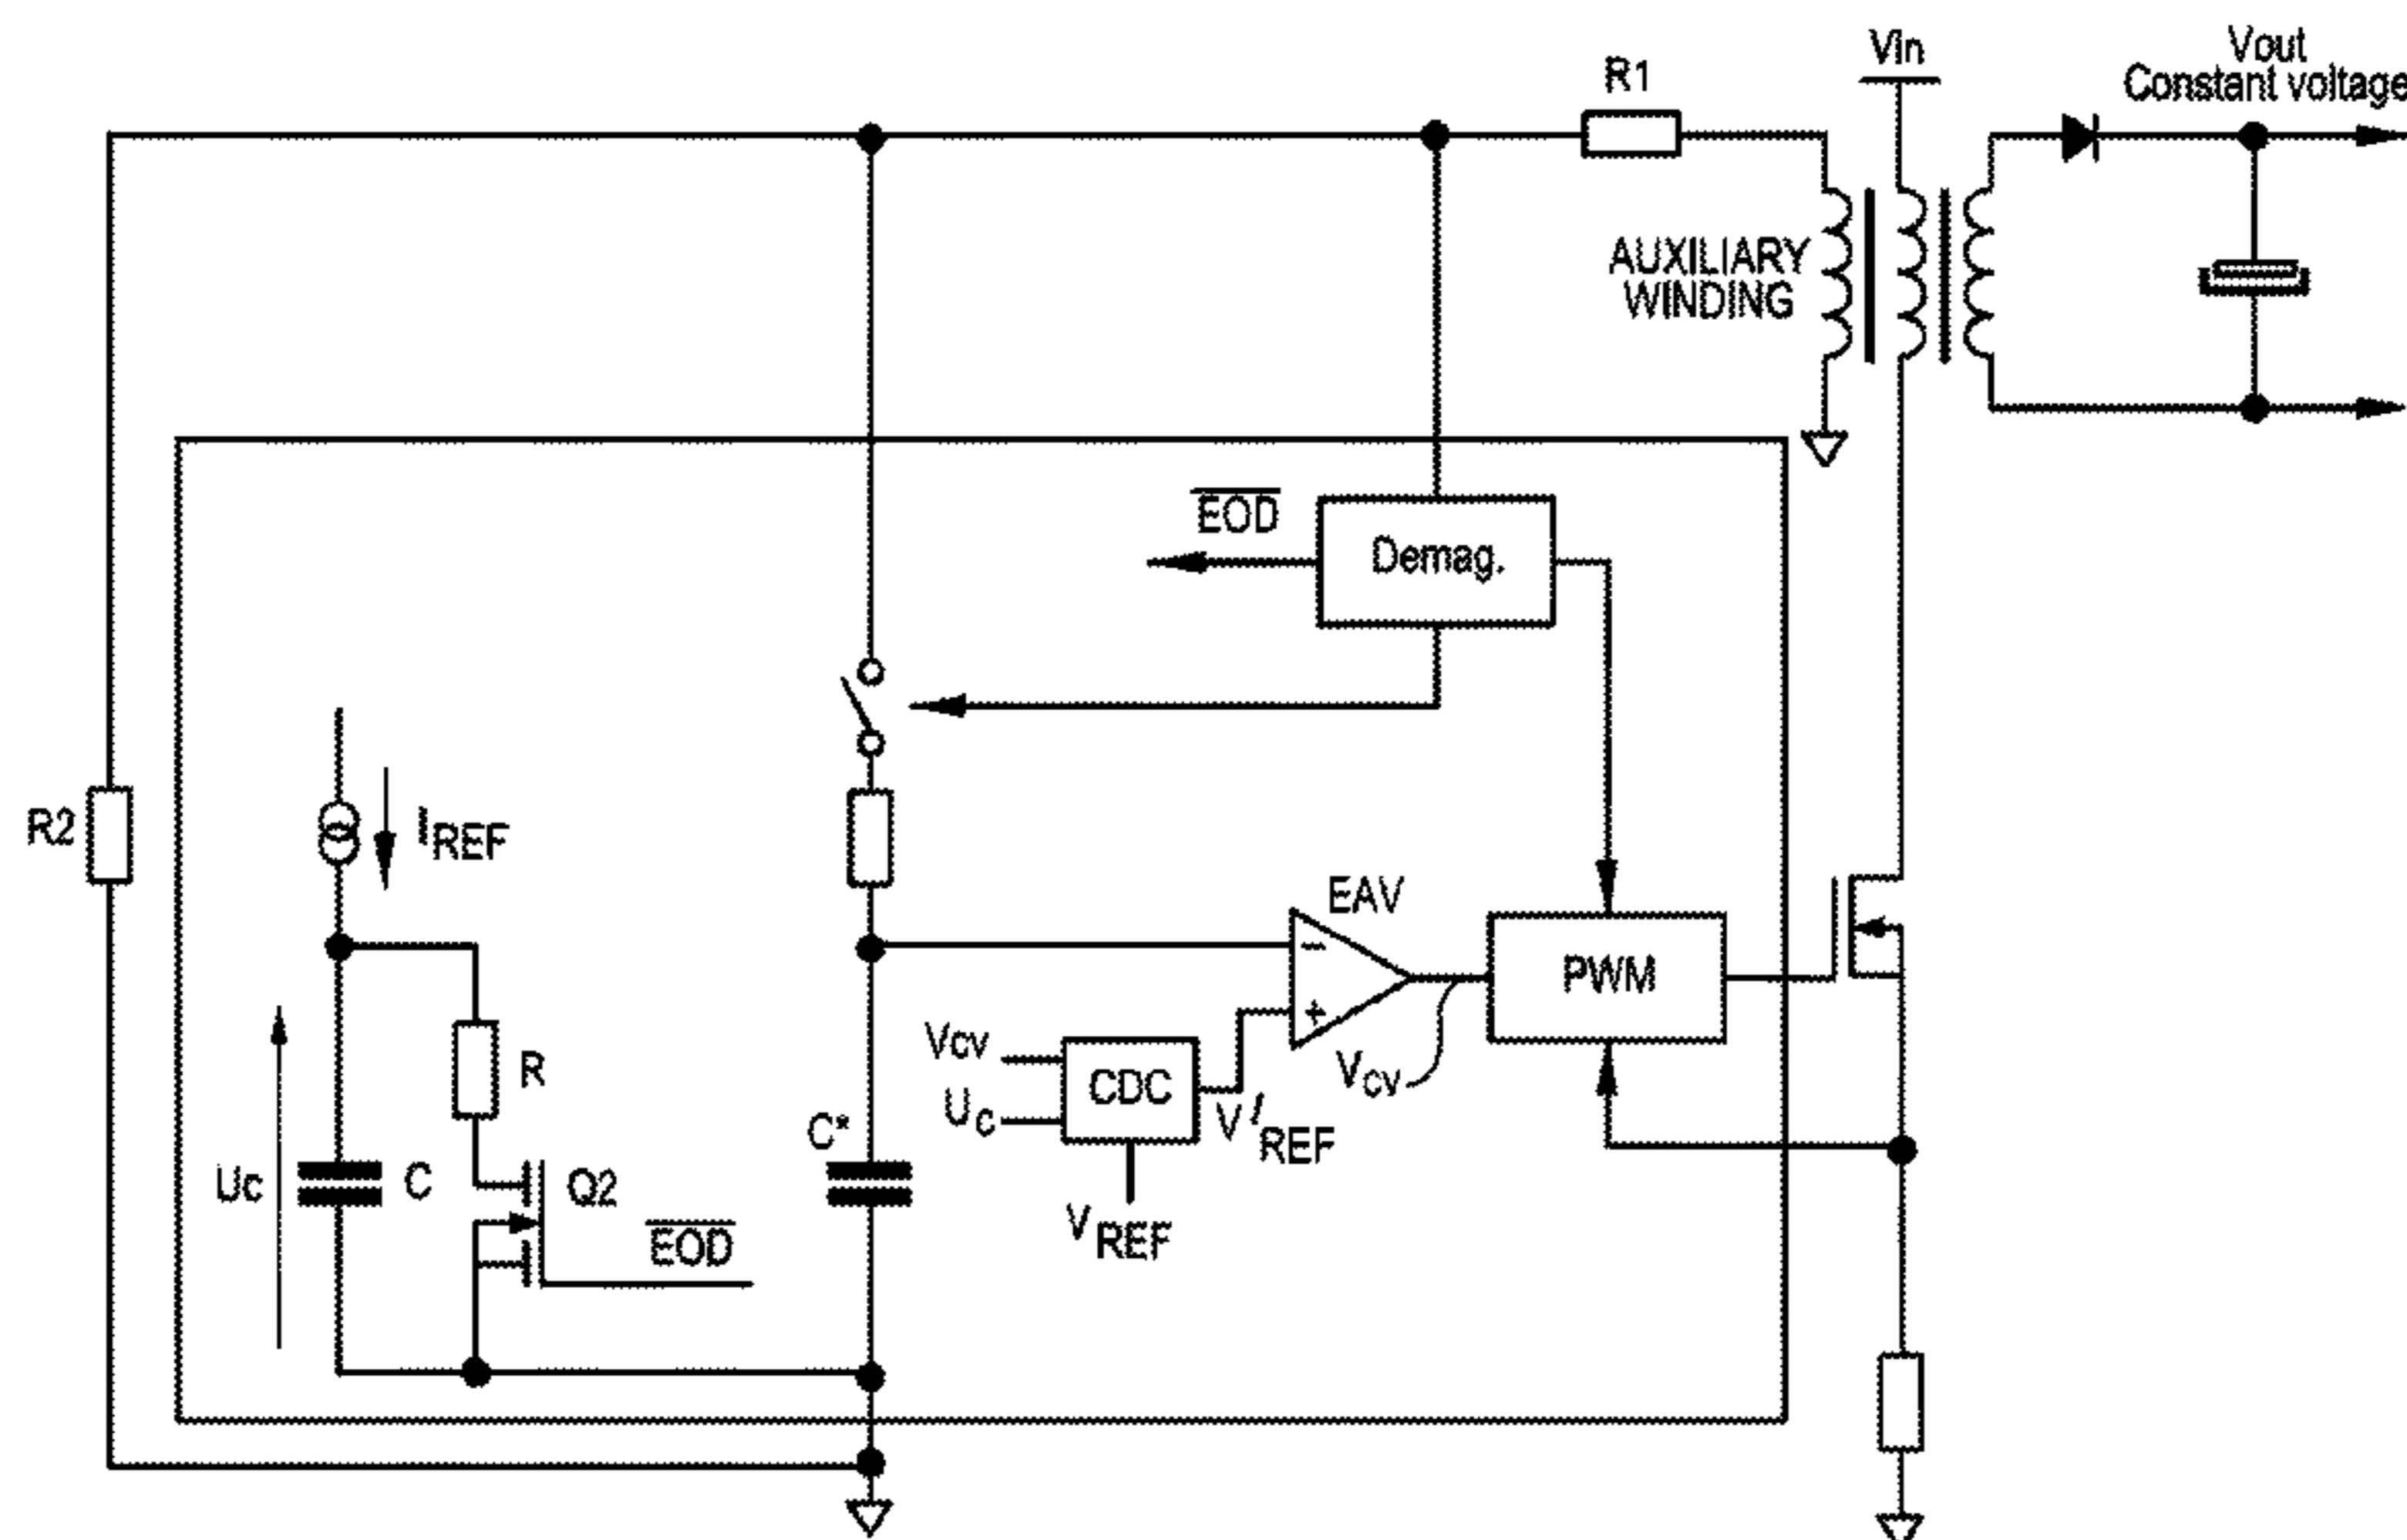 Vin
Vout
Constant voltage
R1
AUXILIARY
WINDING
EOD
Demag.
R2
IREF
EAV
PWM
R
Vcv
Uc
CDC
VCV
V'REF
C*
Uc
C
Q2
EOD
VREF